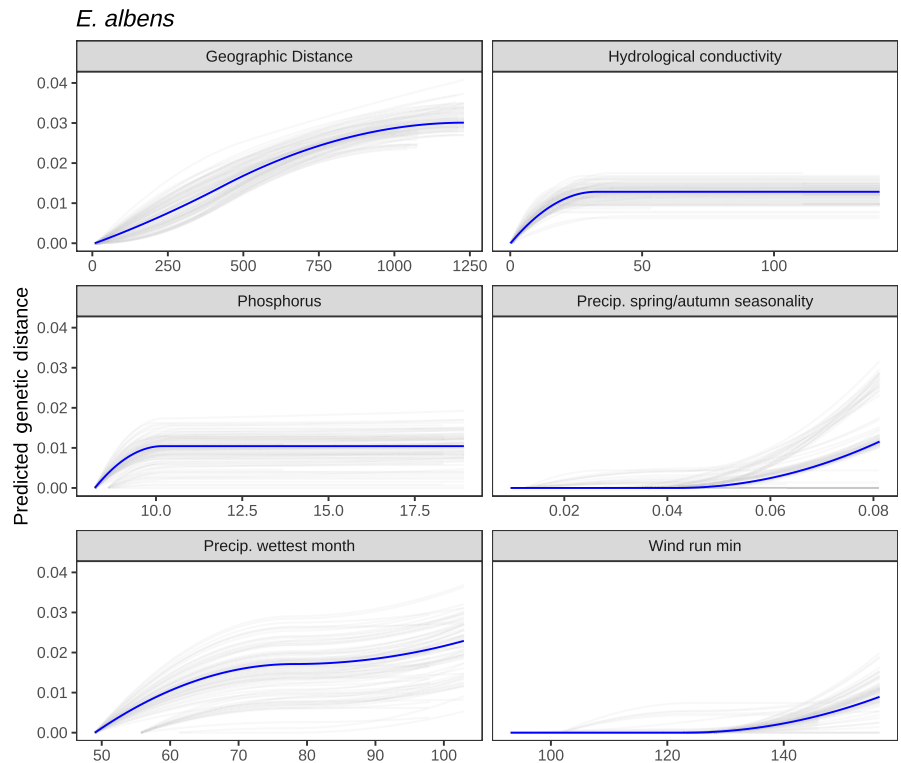 E. albens
Geographic Distance
Hydrological conductivity
0.04
0.03
0.02
0.01
0.00
0 250 500 750 1000 1250
0 50 100
Phosphorus
Precip. spring/autumn seasonality
0.04
0.03
0.02
0.01
0.00
10.0 12.5 15.0 17.5
0.02 0.04 0.06 0.08
Precip. wettest month
Wind run min
0.04
0.03
0.02
0.01
0.00
50 60 70 80 90 100
100 120 140
Predicted genetic distance